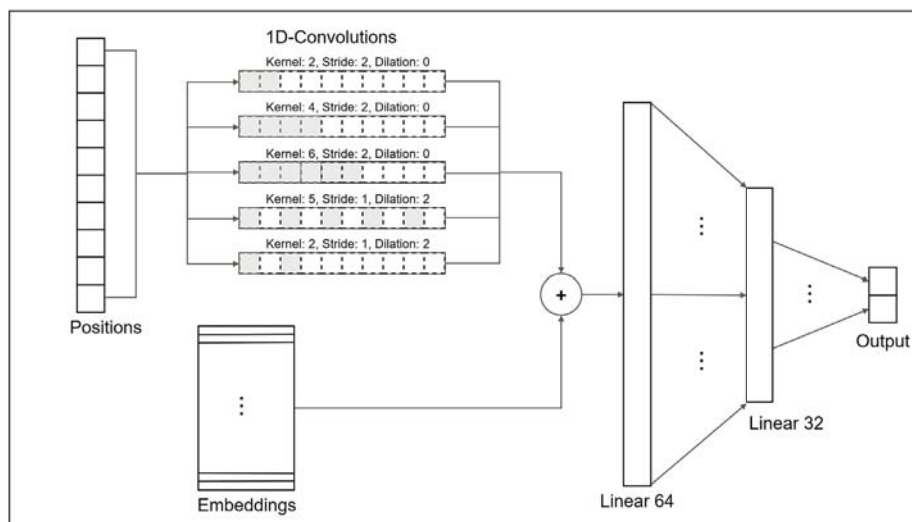 1D-Convolutions
Kernel: 2, Stride: 2, Dilation: 0
Kernel: 4, Stride: 2, Dilation: 0
Kernel: 6, Stride: 2, Dilation: 0
Kernel: 5, Stride: 1, Dilation: 2
Kernel: 2, Stride: 1, Dilation: 2
Positions
+
Embeddings
Linear 64
Linear 32
Output